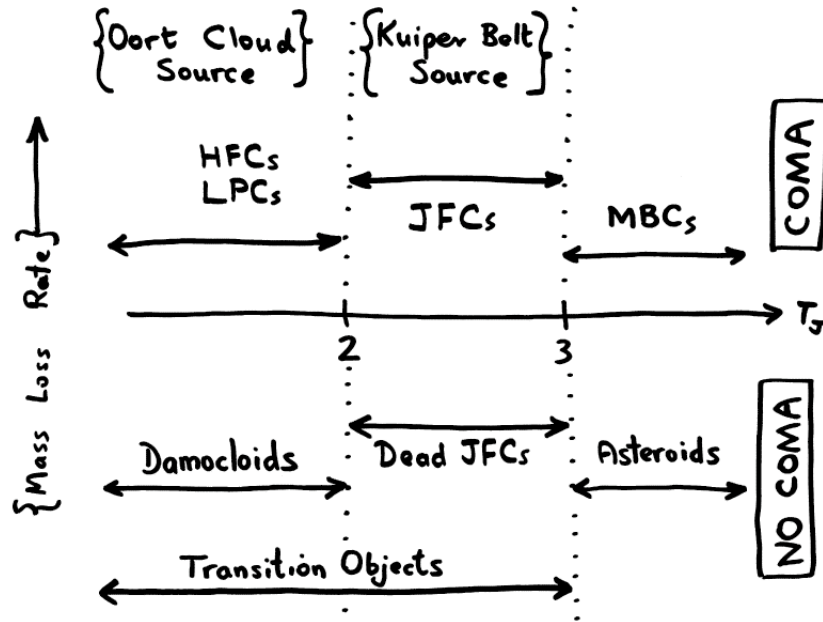 {Oort Cloud}
Source
{Kuiper Belt}
Source
HFCs
LPCs
JFCs
MBCs
COMA
{Mass Loss Rate}
2
3
TJ
Damocloids
Dead JFCs
Asteroids
NO COMA
Transition Objects